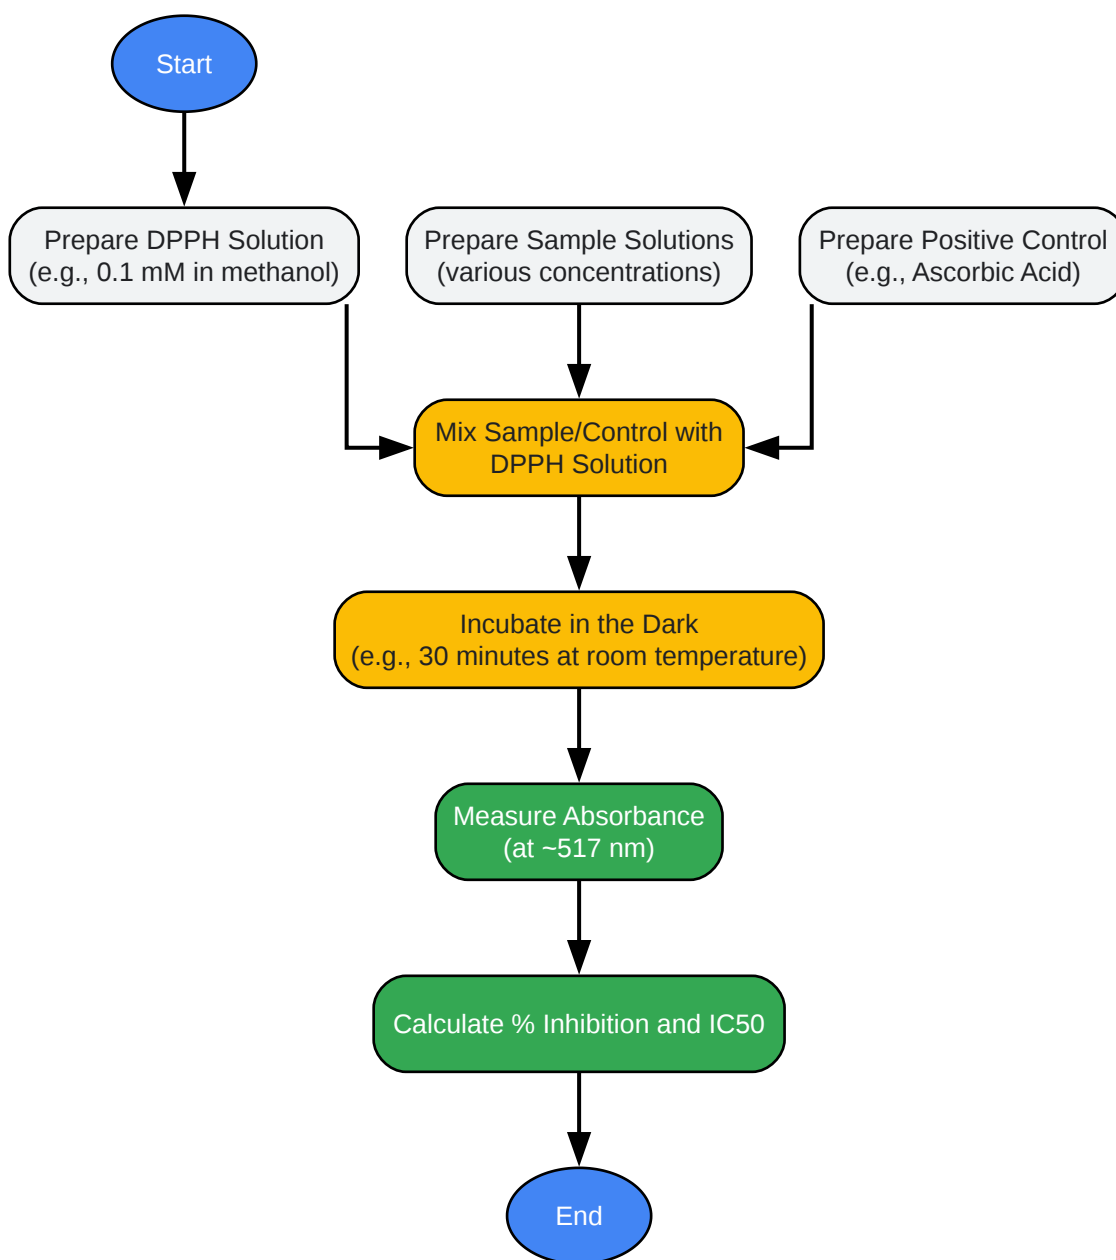 Start
Prepare DPPH Solution
(e.g., 0.1 mM in methanol)
Prepare Sample Solutions
(various concentrations)
Prepare Positive Control
(e.g., Ascorbic Acid)
Mix Sample/Control with
DPPH Solution
Incubate in the Dark
(e.g., 30 minutes at room temperature)
Measure Absorbance
(at ~517 nm)
Calculate % Inhibition and IC50
End